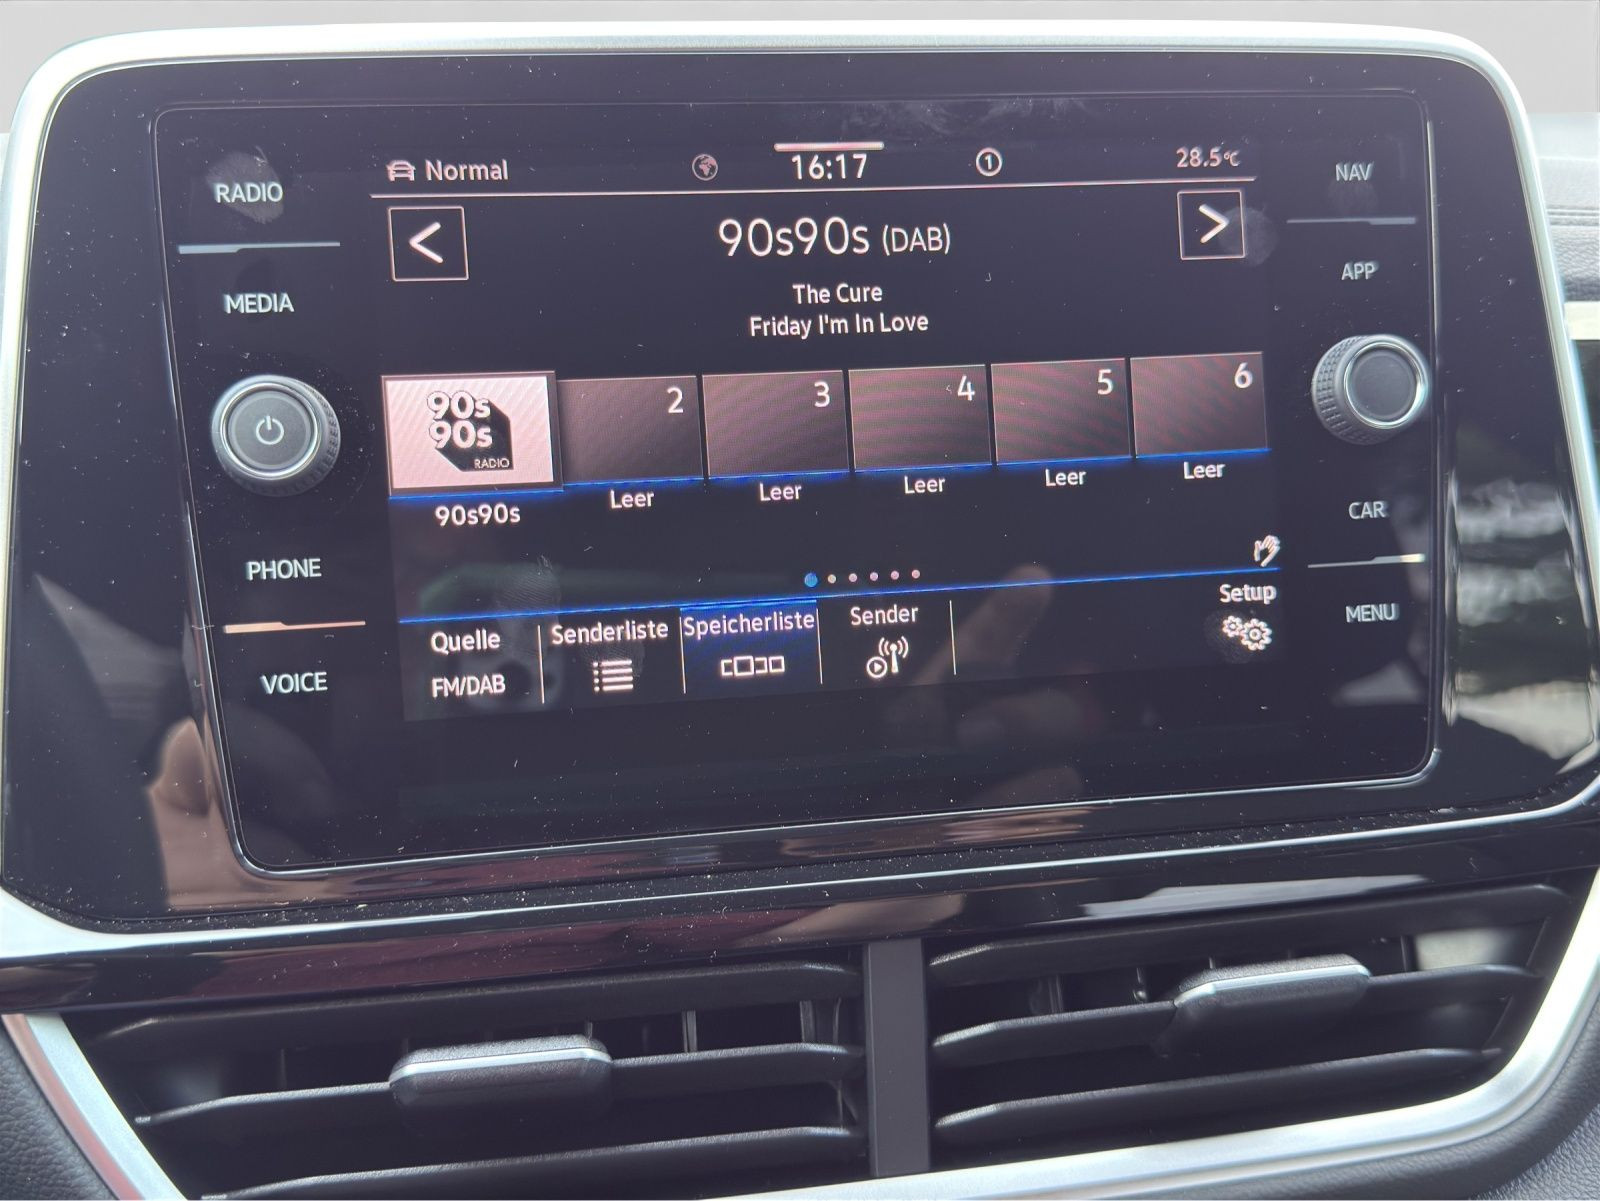 Normal
16:17
1
28.5°C
NAV
RADIO
<
90s90s (DAB)
>
APP
MEDIA
The Cure
Friday I'm In Love
90s
90s
RADIO
2
3
4
5
6
90s90s
Leer
Leer
Leer
Leer
Leer
CAR
PHONE
Setup
MENU
Quelle
FM/DAB
Senderliste
Speicherliste
Sender
VOICE